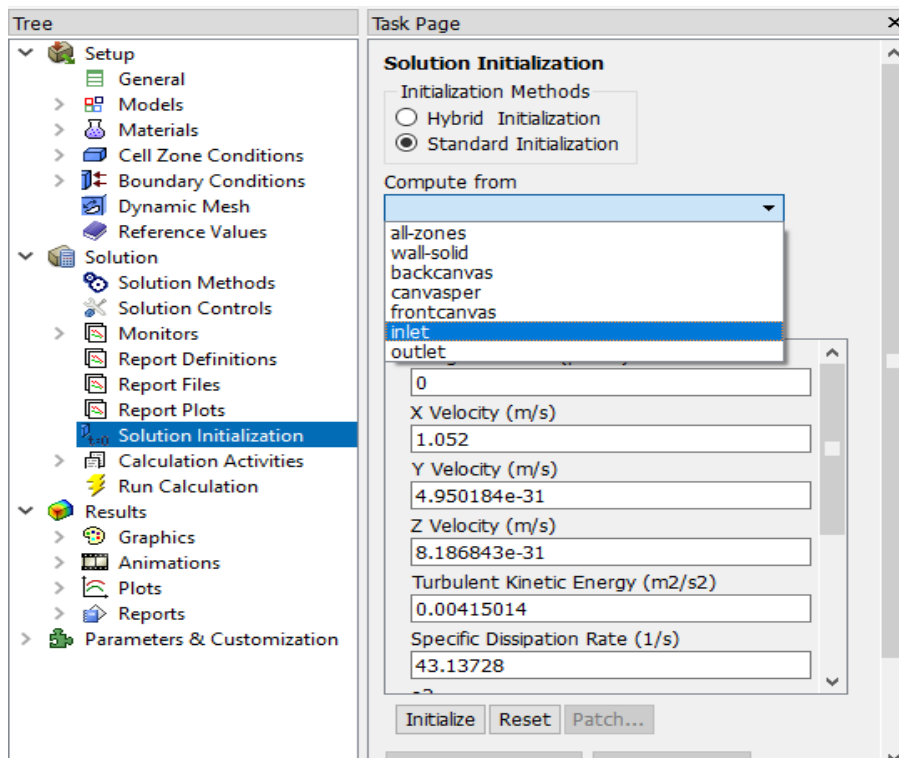 Tree
Setup
General
Models
Materials
Cell Zone Conditions
Boundary Conditions
Dynamic Mesh
Reference Values
Solution
Solution Methods
Solution Controls
Monitors
Report Definitions
Report Files
Report Plots
Solution Initialization
Calculation Activities
Run Calculation
Results
Graphics
Animations
Plots
Reports
Parameters & Customization
Task Page
Solution Initialization
Initialization Methods
Hybrid Initialization
Standard Initialization
Compute from
all-zones
wall-solid
backcanvas
canvasper
frontcanvas
inlet
outlet
0
X Velocity (m/s)
1.052
Y Velocity (m/s)
4.950184e-31
Z Velocity (m/s)
8.186843e-31
Turbulent Kinetic Energy (m2/s2)
0.00415014
Specific Dissipation Rate (1/s)
43.13728
Initialize Reset Patch...